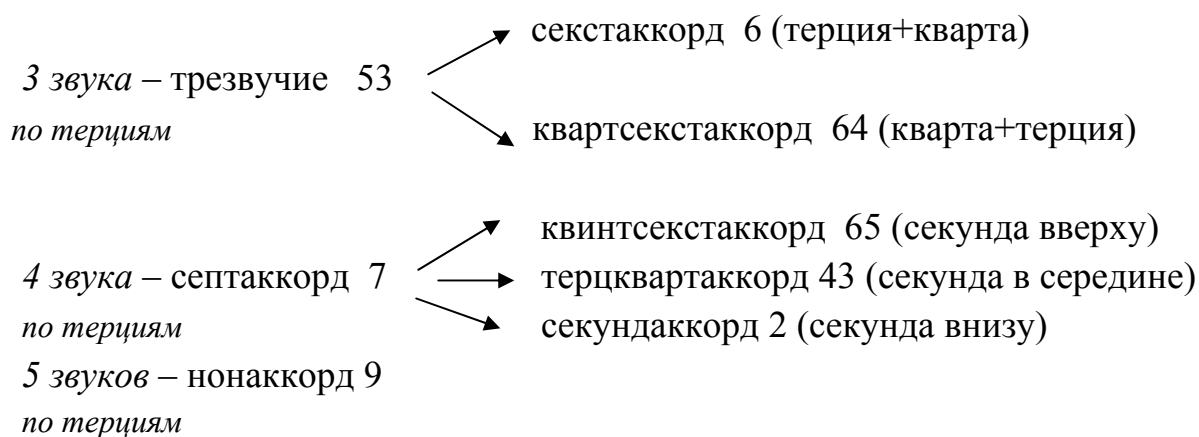 секстаккорд 6 (терция+кварта)
3 звука – трезвучие 53
по терциям
квартсекстаккорд 64 (кварта+терция)
квинтсекстаккорд 65 (секунда вверху)
4 звука – септаккорд 7
терцквартаккорд 43 (секунда в середине)
по терциям
секундаккорд 2 (секунда внизу)
5 звуков – нонаккорд 9
по терциям